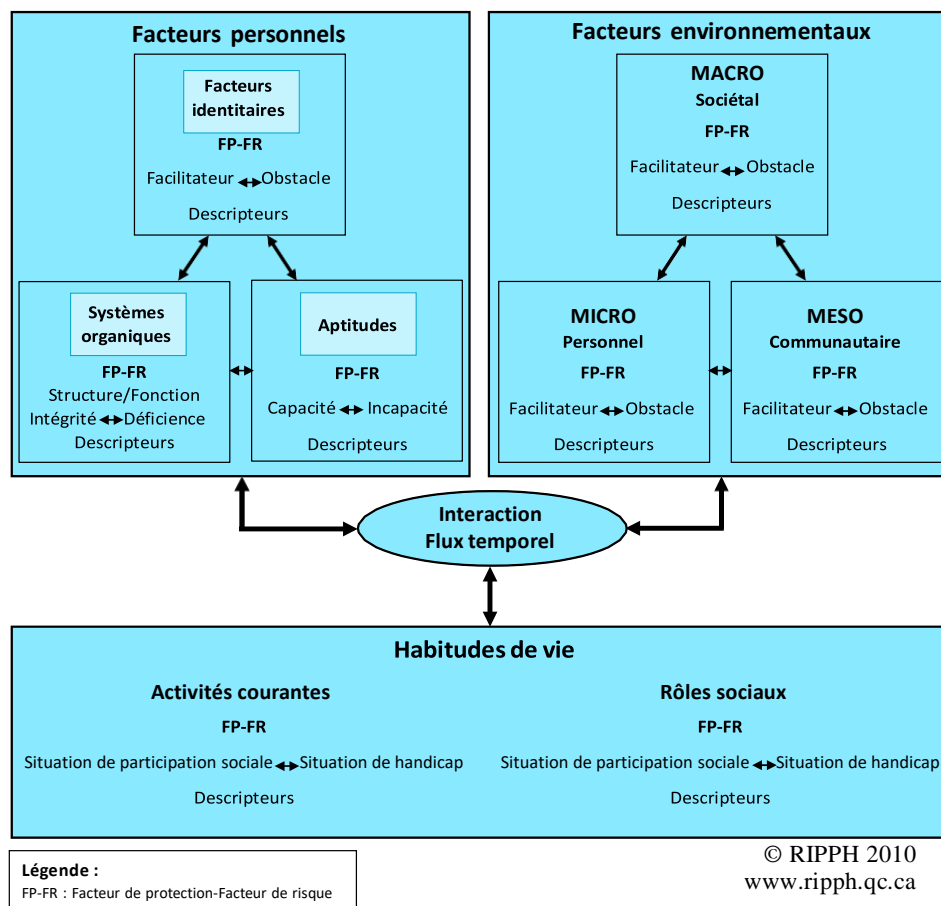 Facteurs personnels
Facteurs identitaires
FP-FR
Facilitateur Obstacle
Descripteurs
Systèmes organiques
FP-FR
Structure/Fonction
Intégrité Déficience
Descripteurs
Aptitudes
FP-FR
Capacité Incapacité
Descripteurs
Facteurs environnementaux
MACRO
Sociétal
FP-FR
Facilitateur Obstacle
Descripteurs
MICRO
Personnel
FP-FR
Facilitateur Obstacle
Descripteurs
MESO
Communautaire
FP-FR
Facilitateur Obstacle
Descripteurs
Interaction
Flux temporel
Habitudes de vie
Activités courantes
FP-FR
Situation de participation sociale Situation de handicap
Descripteurs
Rôles sociaux
FP-FR
Situation de participation sociale Situation de handicap
Descripteurs
Légende :
FP-FR : Facteur de protection-Facteur de risque
© RIPPH 2010
www.ripph.qc.ca